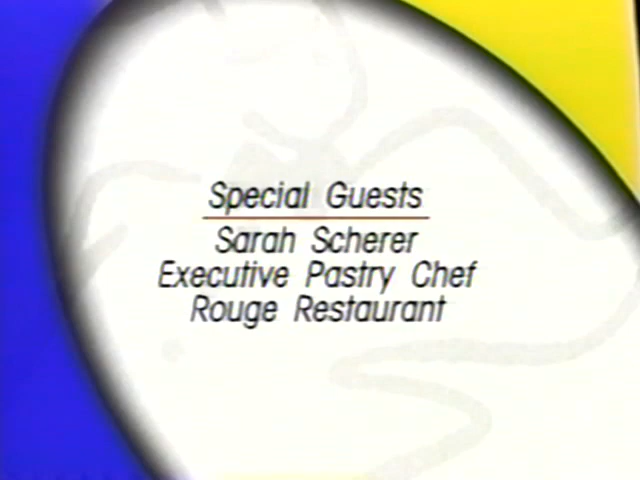 Special Guests
Sarah Scherer
Executive Pastry Chef
Rouge Restaurant